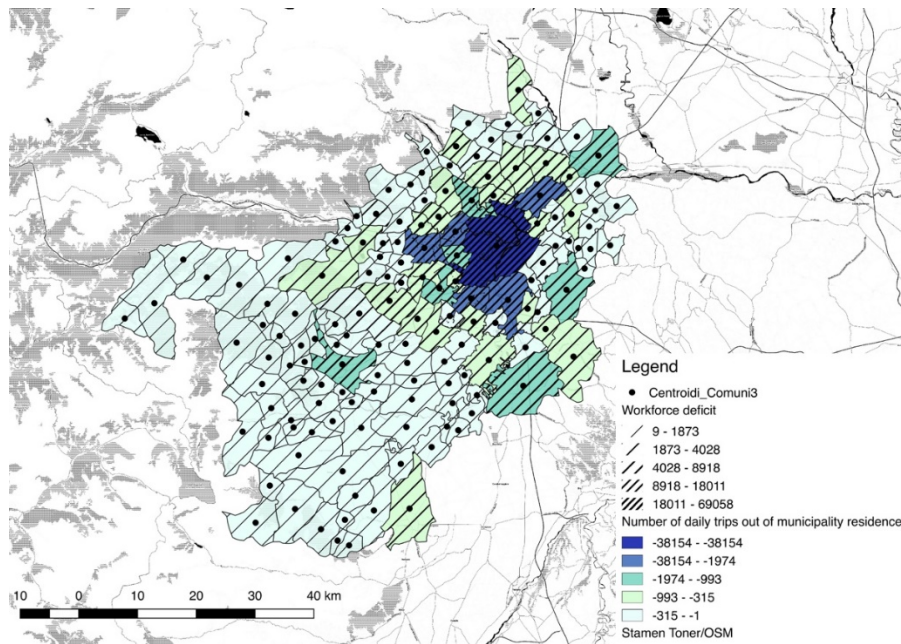 Legend
Centroidi_Comuni3
Workforce deficit
9 - 1873
1873 - 4028
4028 - 8918
8918 - 18011
18011 - 69058
Number of daily trips out of municipality residence
-38154 - -38154
-38154 - -1974
-1974 - -993
-993 - -315
-315 - -1
Stamen Toner/OSM
10 0 10 20 30 40 km